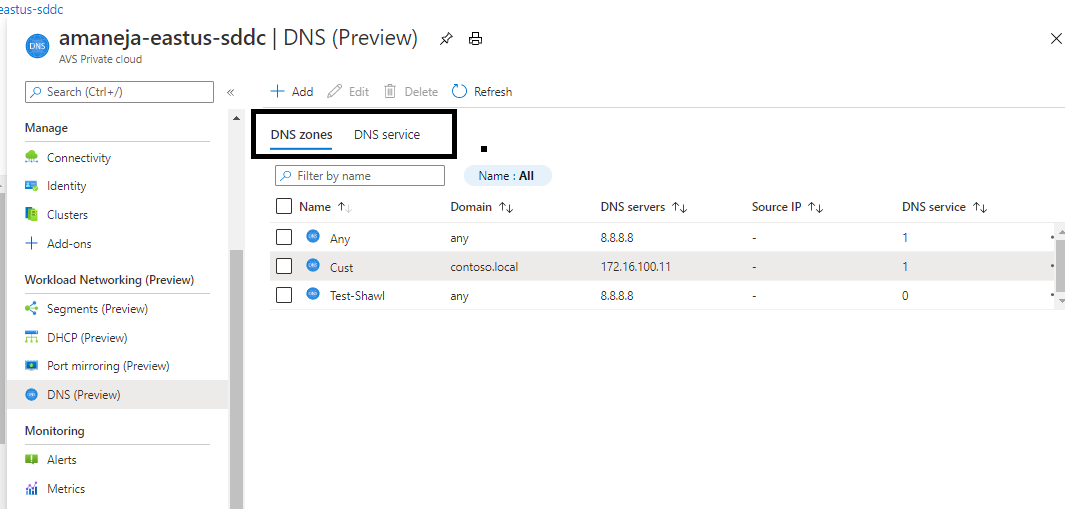 eastus-sddc
amaneja-eastus-sddc | DNS (Preview)
AVS Private cloud
Search (Ctrl+/)
«
Manage
Connectivity
Identity
Clusters
Add-ons
Workload Networking (Preview)
Segments (Preview)
DHCP (Preview)
Port mirroring (Preview)
DNS (Preview)
Monitoring
Alerts
Metrics
Add Edit Delete Refresh
DNS zones DNS service
Filter by name Name : All
Name ↑↓ Domain ↑↓ DNS servers ↑↓ Source IP ↑↓ DNS service ↑↓
Any any 8.8.8.8 - 1
Cust contoso.local 172.16.100.11 - 1
Test-Shawl any 8.8.8.8 - 0